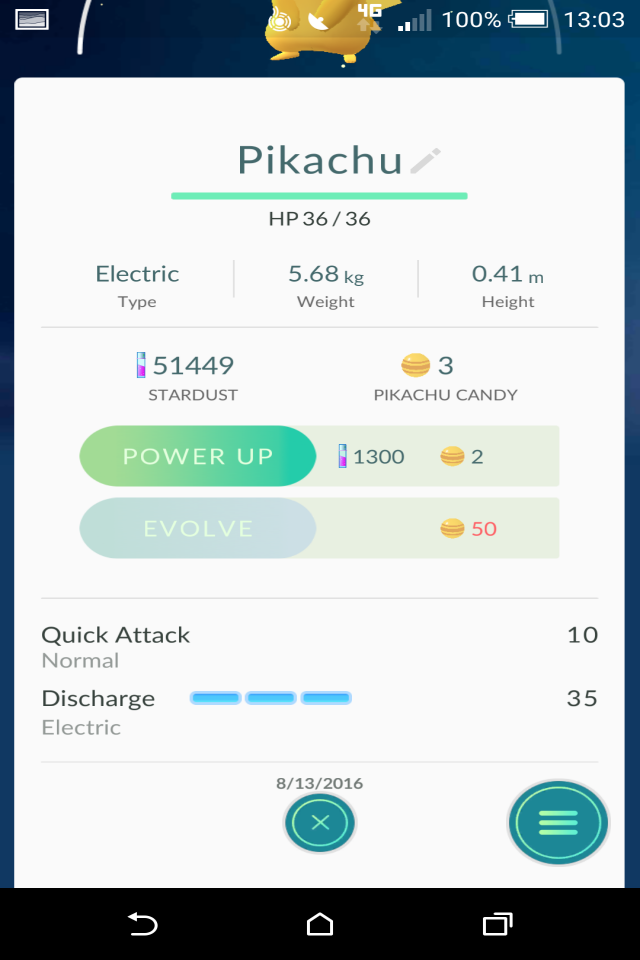 4G 100% 13:03
Pikachu
HP 36 / 36
Electric 5.68 kg 0.41 m
Type Weight Height
51449 3
STARDUST PIKACHU CANDY
POWER UP 1300 2
EVOLVE 50
Quick Attack 10
Normal
Discharge 35
Electric
8/13/2016